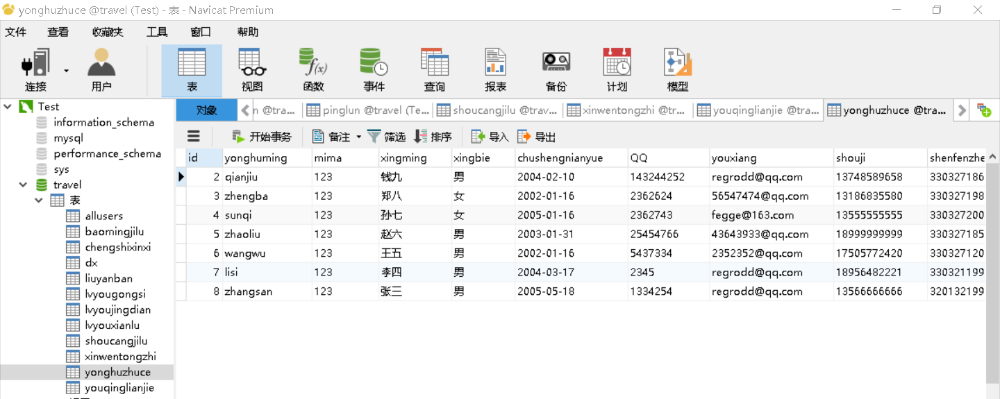 yonghuzhuce @travel (Test) - 表 - Navicat Premium
文件 查看 收藏夹 工具 窗口 帮助
连接 用户 表 视图 f(x) 函数 事件 查询 报表 备份 计划 模型
对象 n @tra... pinglun @travel (Te... shoucangjilu @trav... xinwentongzhi @tr... youqinglianjie @tra... yonghuzhuce @tra...
开始事务 备注 筛选 排序 导入 导出
Test
information_schema
mysql
performance_schema
sys
travel
表
allusers
baomingjilu
chengshixinxi
dx
liuyanban
lvyougongsi
lvyoujingdian
lvyouxianlu
shoucangjilu
xinwentongzhi
yonghuzhuce
youqinglianjie
id yonghuming mima xingming xingbie chushengnianyue QQ youxiang shouji shenfenzhe
2 qianjiu 123 钱九 男 2004-02-10 143244252 regrodd@qq.com 13748589658 330327186
3 zhengba 123 郑八 女 2002-01-16 2362624 56547474@qq.com 13186835580 330327198
4 sunqi 123 孙七 女 2005-01-16 2362743 fegge@163.com 13555555555 330327200
5 zhaoliu 123 赵六 男 2003-01-31 25454766 43643933@qq.com 18999999999 330327185
6 wangwu 123 王五 男 2002-01-16 5437334 2352352@qq.com 17505772420 330327120
7 lisi 123 李四 男 2004-03-17 2345 regrodd@qq.com 18956482221 330321199
8 zhangsan 123 张三 男 2005-05-18 1334254 regrodd@qq.com 13566666666 320132199